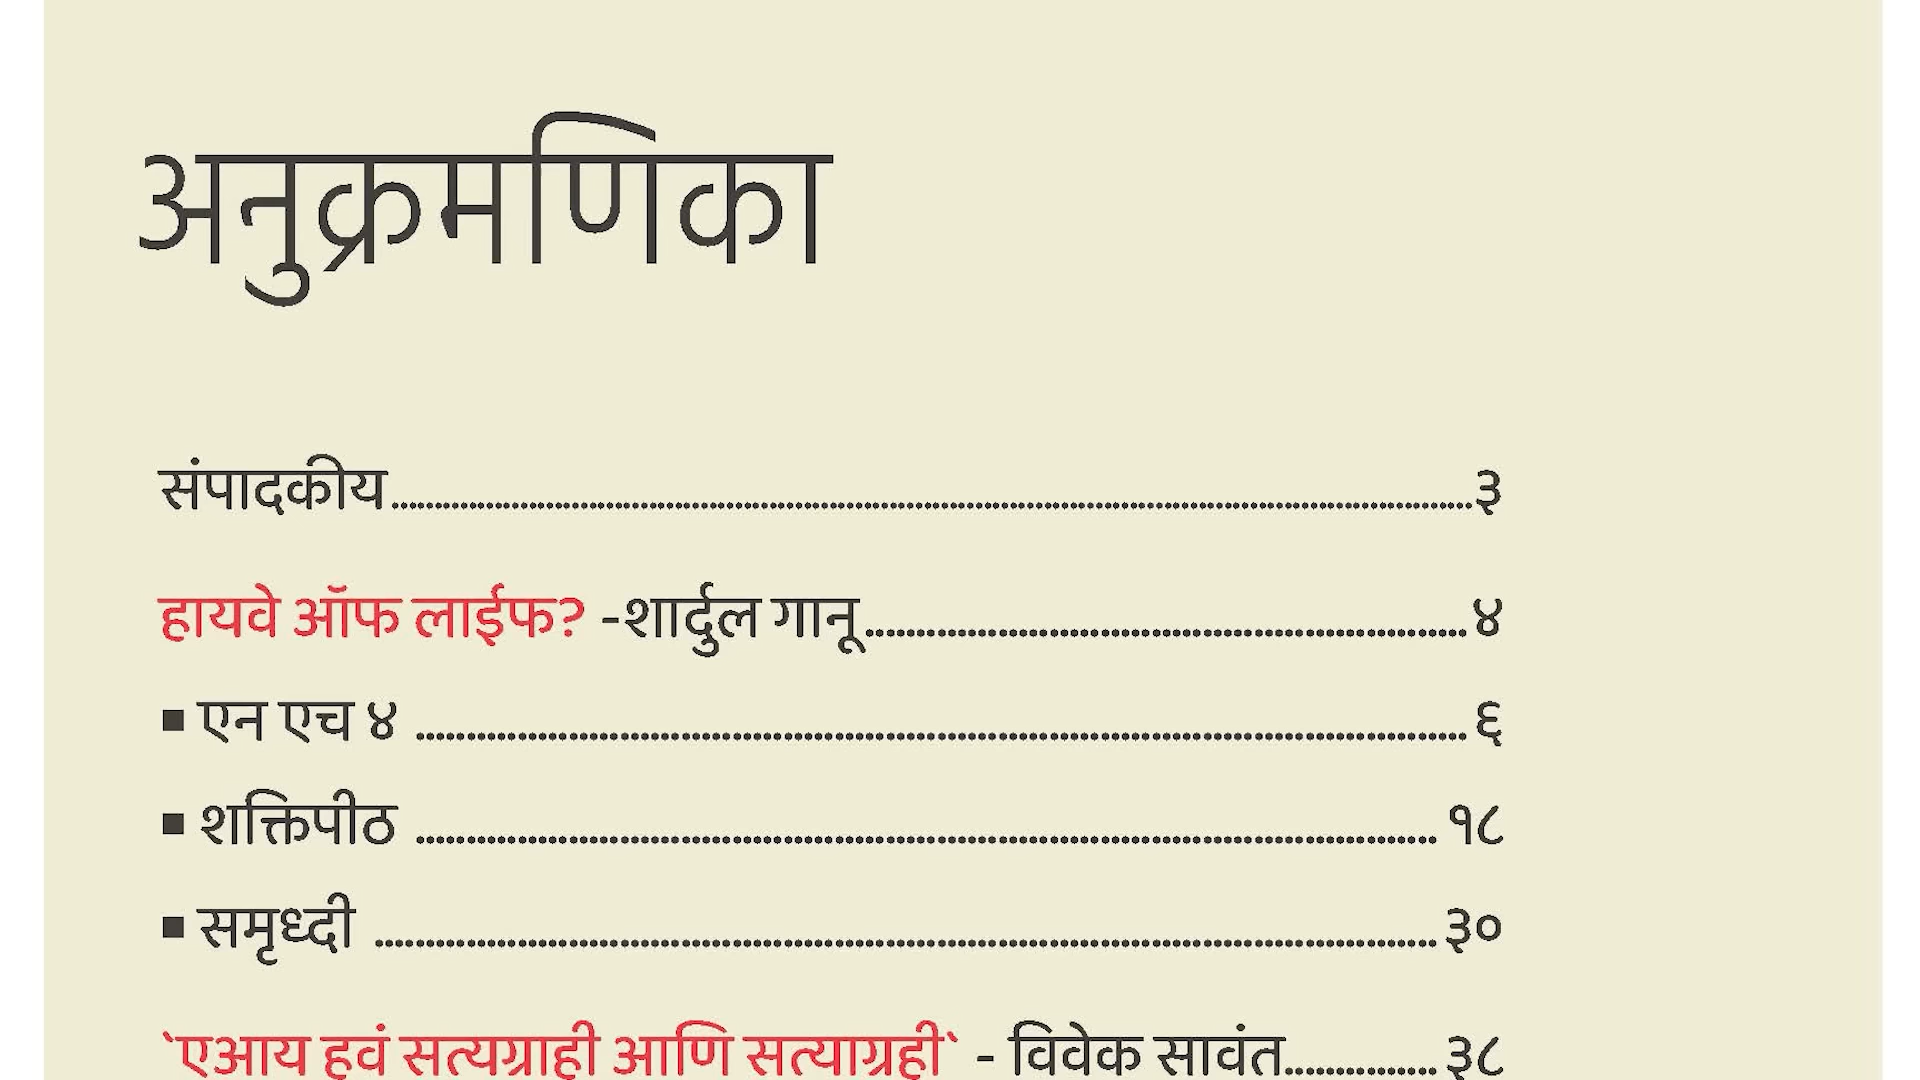 अनुक्रमणिका
संपादकीय........................................................................३
हायवे ऑफ लाईफ? -शार्दुल गानू........................................४
▪ एन एच ४ ......................................................................६
▪ शक्तिपीठ ....................................................................१८
▪ समृध्दी .......................................................................३०
`एआय हवं सत्यग्राही आणि सत्याग्रही` - विवेक सावंत..........३८